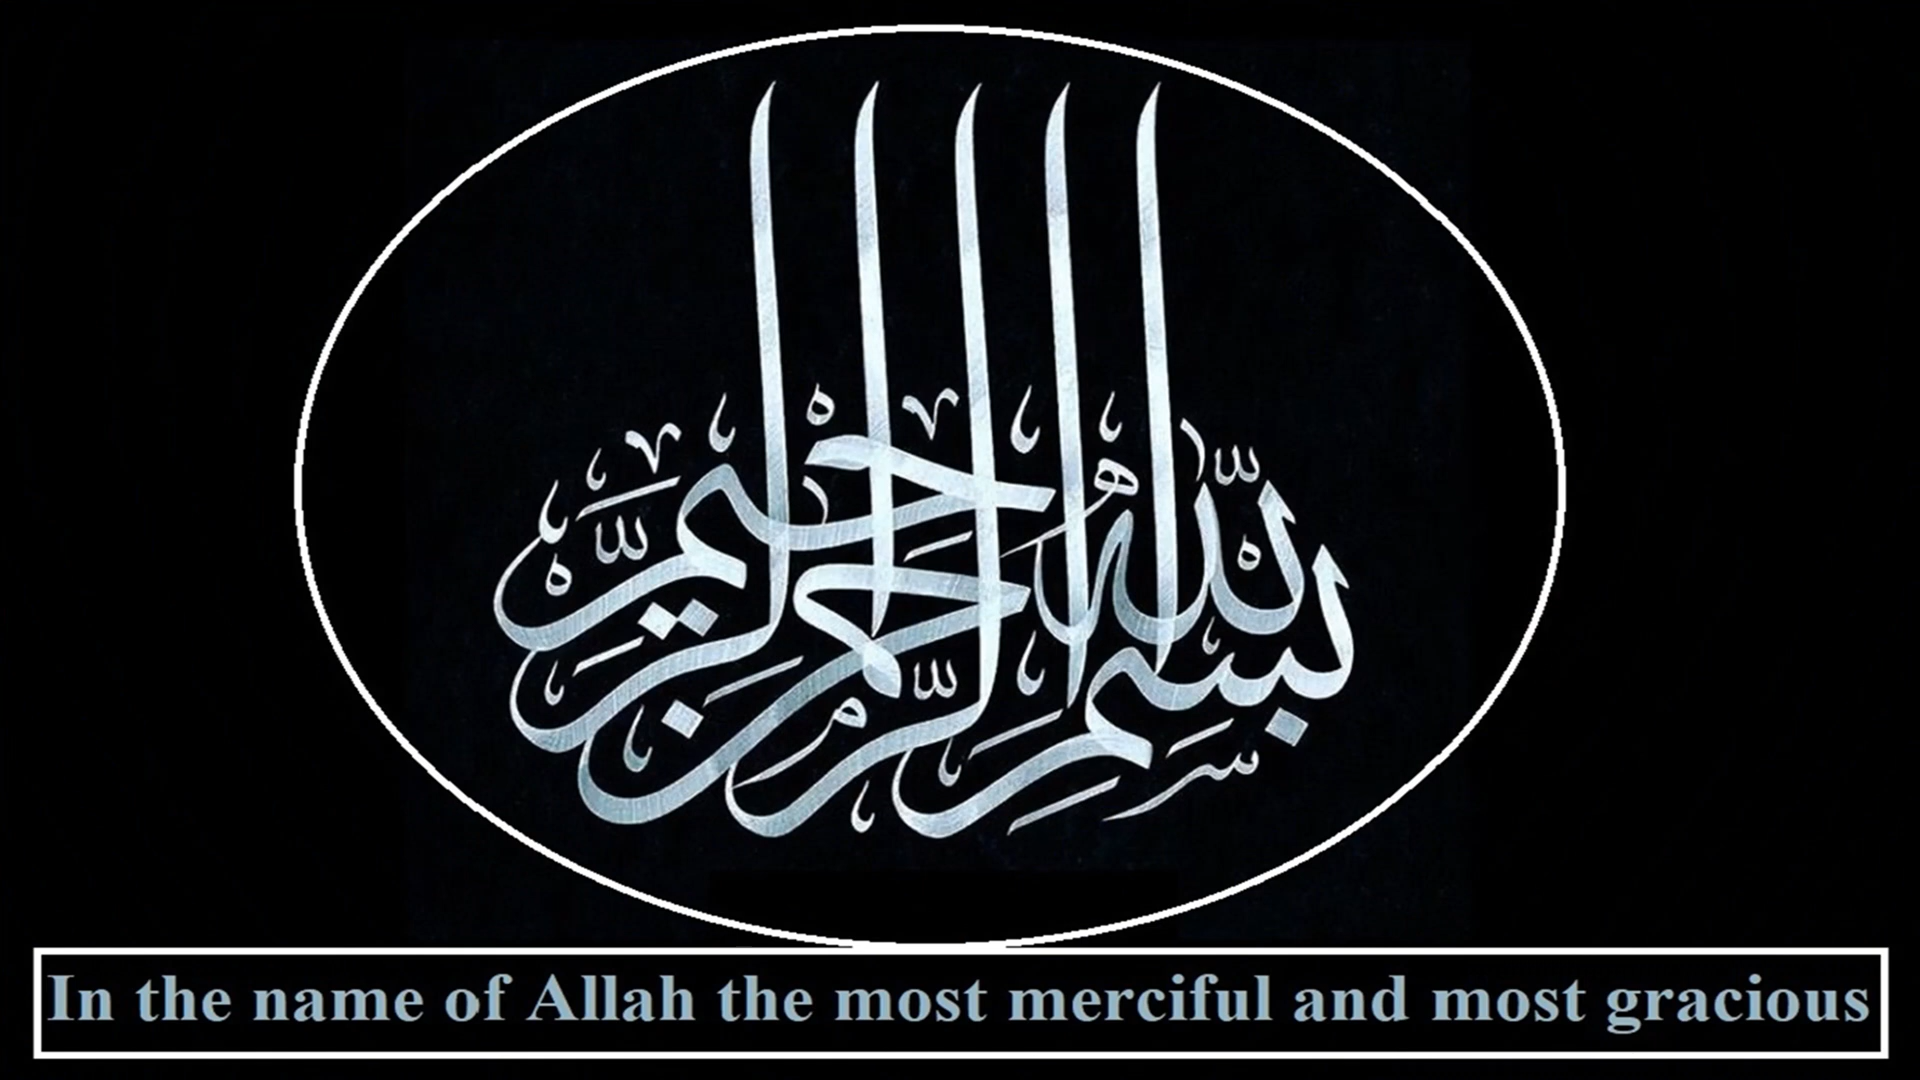 بسم الله الرحمن الرحيم
In the name of Allah the most merciful and most gracious